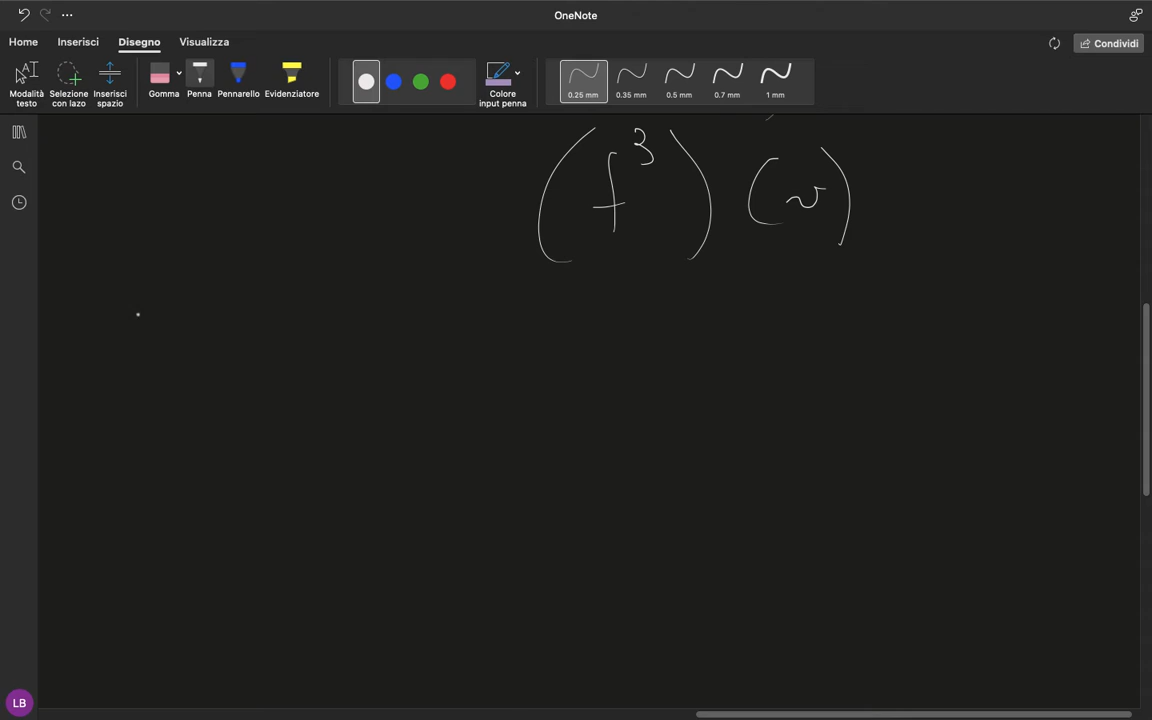 OneNote
Home Inserisci Disegno Visualizza
Condividi
Modalità testo
Selezione con lazo
Inserisci spazio
Gomma
Penna
Pennarello
Evidenziatore
Colore input penna
0.25 mm
0.35 mm
0.5 mm
0.7 mm
1 mm
(f³) (v)
LB